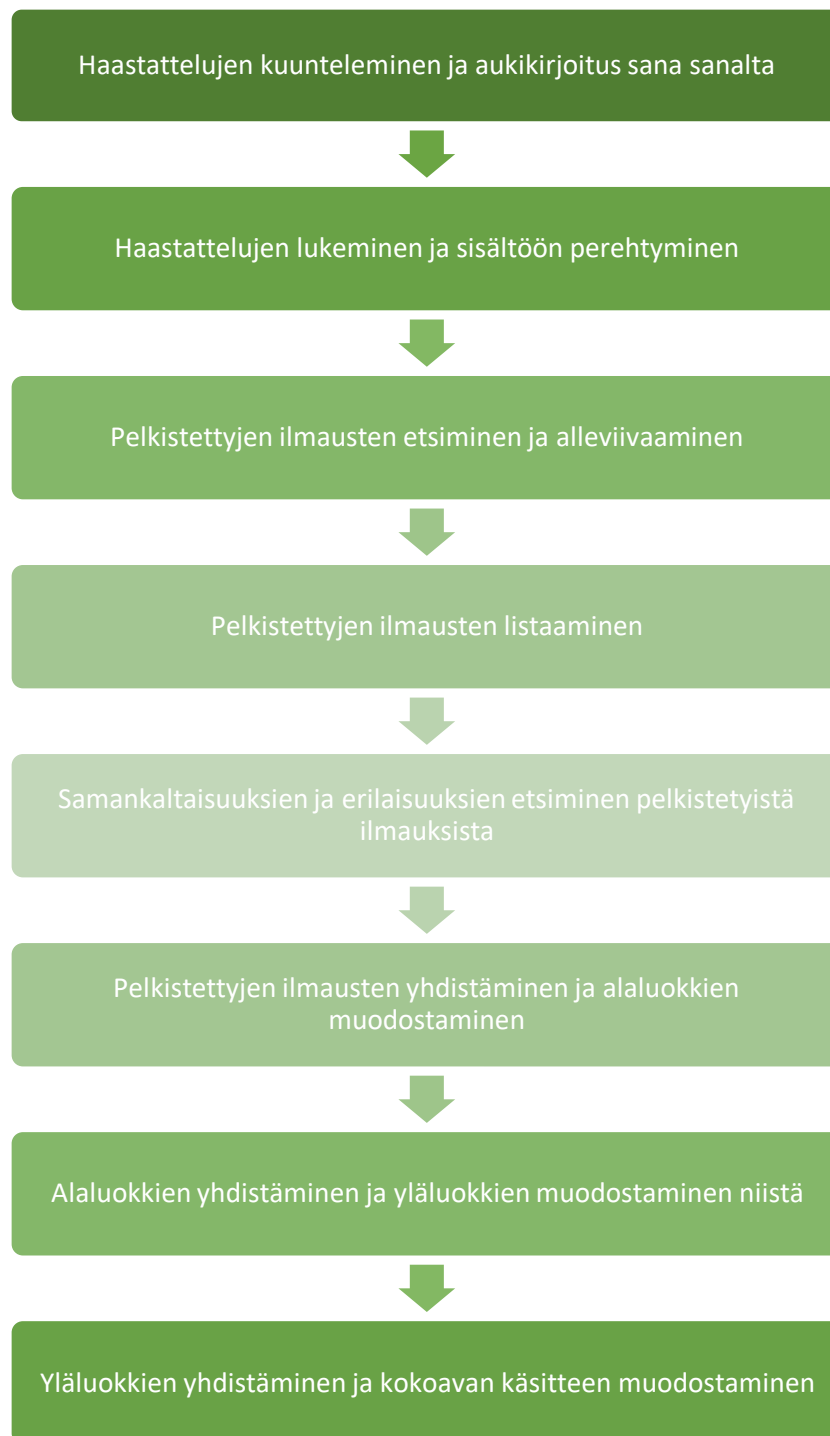 Haastattelujen kuunteleminen ja aukikirjoitus sana sanalta
Haastattelujen lukeminen ja sisältöön perehtyminen
Pelkistettyjen ilmausten etsiminen ja alleviivaaminen
Pelkistettyjen ilmausten listaaminen
Samankaltaisuuksien ja erilaisuuksien etsiminen pelkistetyistä
ilmauksista
Pelkistettyjen ilmausten yhdistäminen ja alaluokkien
muodostaminen
Alaluokkien yhdistäminen ja yläluokkien muodostaminen niistä
Yläluokkien yhdistäminen ja kokoavan käsitteen muodostaminen